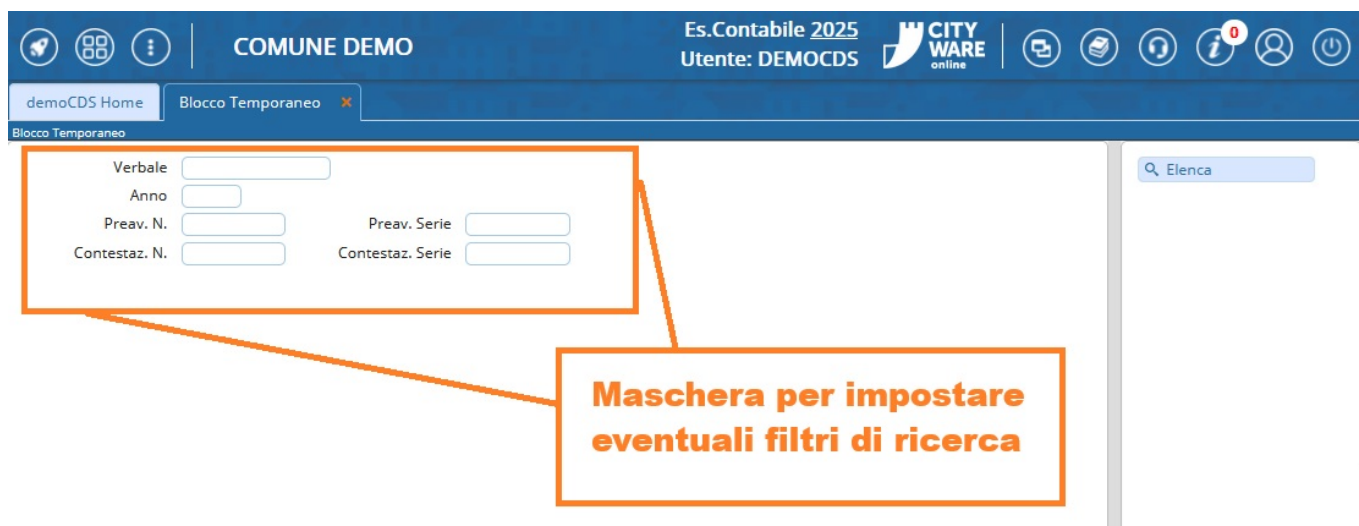 COMUNE DEMO
Es.Contabile 2025
Utente: DEMOCDS
CITY
WARE
online
0
demoCDS Home
Blocco Temporaneo
Blocco Temporaneo
Verbale
Anno
Preav. N. Preav. Serie
Contestaz. N. Contestaz. Serie
Elenca
Maschera per impostare
eventuali filtri di ricerca